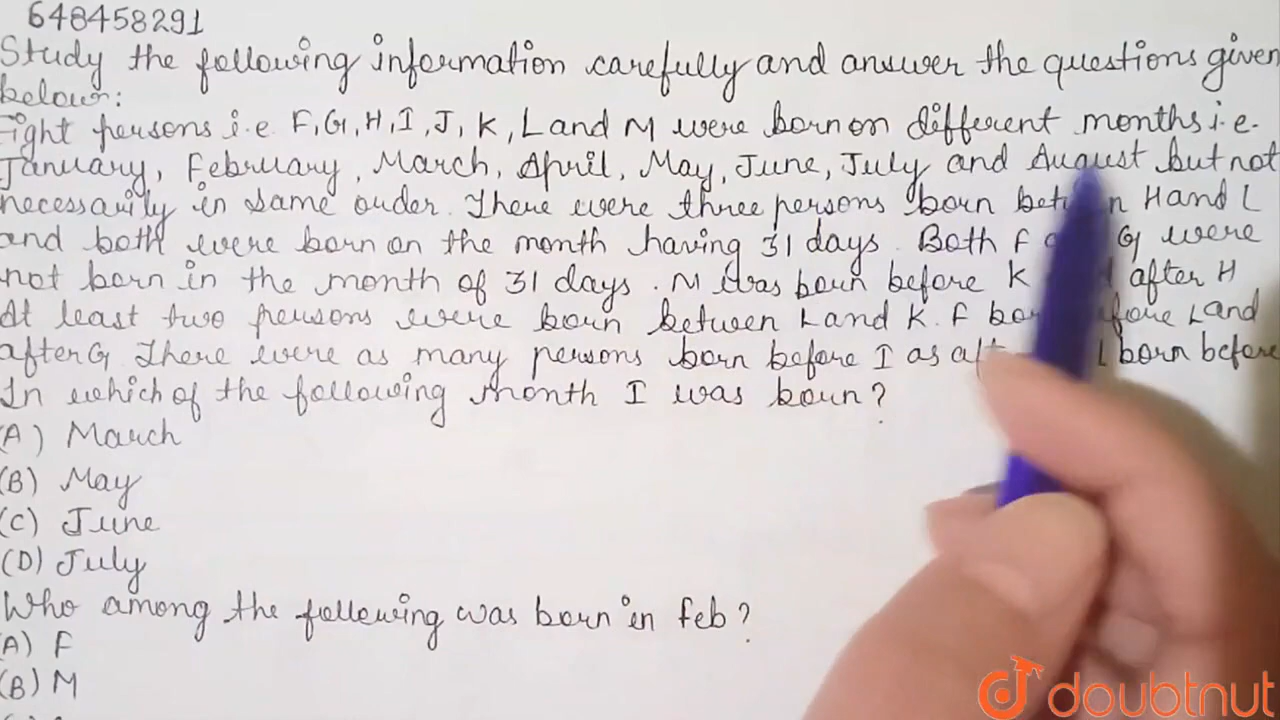 648458291
Study the following information carefully and answer the questions given
below:
Eight persons i.e F, G, H, I, J, K, L and M were born on different months i.e.
January, February, March, April, May, June, July and August but not
necessarily in same order. There were three persons born between H and L
and both were born on the month having 31 days. Both F G were
not born in the month of 31 days. M was born before K after H
At least two persons were born between L and K. F L and
after G There were as many persons born before I as L born before
In which of the following month I was born?
(A) March
(B) May
(C) June
(D) July
Who among the following was born in feb?
(A) F
(B) M
doubtnut